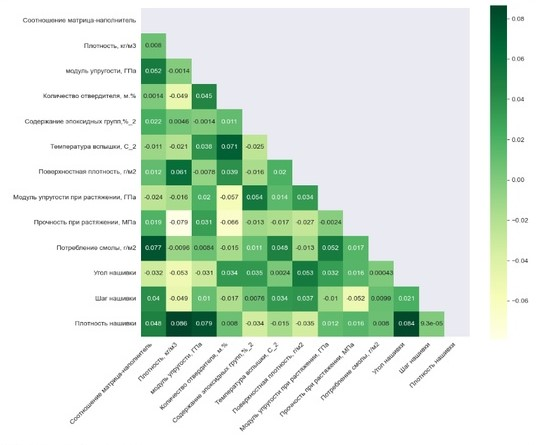 Соотношение матрица-наполнитель
Плотность, кг/м3 0.008
модуль упругости, ГПа 0.052 -0.0014
Количество отвердителя, м.% 0.0014 -0.049 0.045
Содержание эпоксидных групп,%_2 0.022 0.0046 -0.0014 0.011
Температура вспышки, С_2 -0.011 -0.021 0.038 0.071 -0.025
Поверхностная плотность, г/м2 0.012 0.061 -0.0078 0.039 -0.016 0.02
Модуль упругости при растяжении, ГПа -0.024 -0.016 0.02 -0.057 0.054 0.014 0.034
Прочность при растяжении, МПа 0.019 -0.079 0.031 -0.066 -0.013 -0.017 -0.027 -0.0024
Потребление смолы, г/м2 0.077 -0.0096 0.0084 -0.015 0.011 0.048 -0.013 0.052 0.017
Угол нашивки -0.032 -0.053 -0.031 0.034 0.035 0.0024 0.053 0.032 0.016 0.00043
Шаг нашивки 0.04 -0.049 0.01 -0.017 0.0076 0.034 0.037 -0.01 -0.052 0.0099 0.021
Плотность нашивки 0.048 0.086 0.079 0.008 -0.034 -0.015 -0.035 0.012 0.016 0.008 0.084 9.3e-05
Соотношение матрица-наполнитель
Плотность, кг/м3
модуль упругости, ГПа
Количество отвердителя, м.%
Содержание эпоксидных групп,%_2
Температура вспышки, С_2
Поверхностная плотность, г/м2
Модуль упругости при растяжении, ГПа
Прочность при растяжении, МПа
Потребление смолы, г/м2
Угол нашивки
Шаг нашивки
Плотность нашивки
0.08
0.06
0.04
0.02
0.00
−0.02
−0.04
−0.06